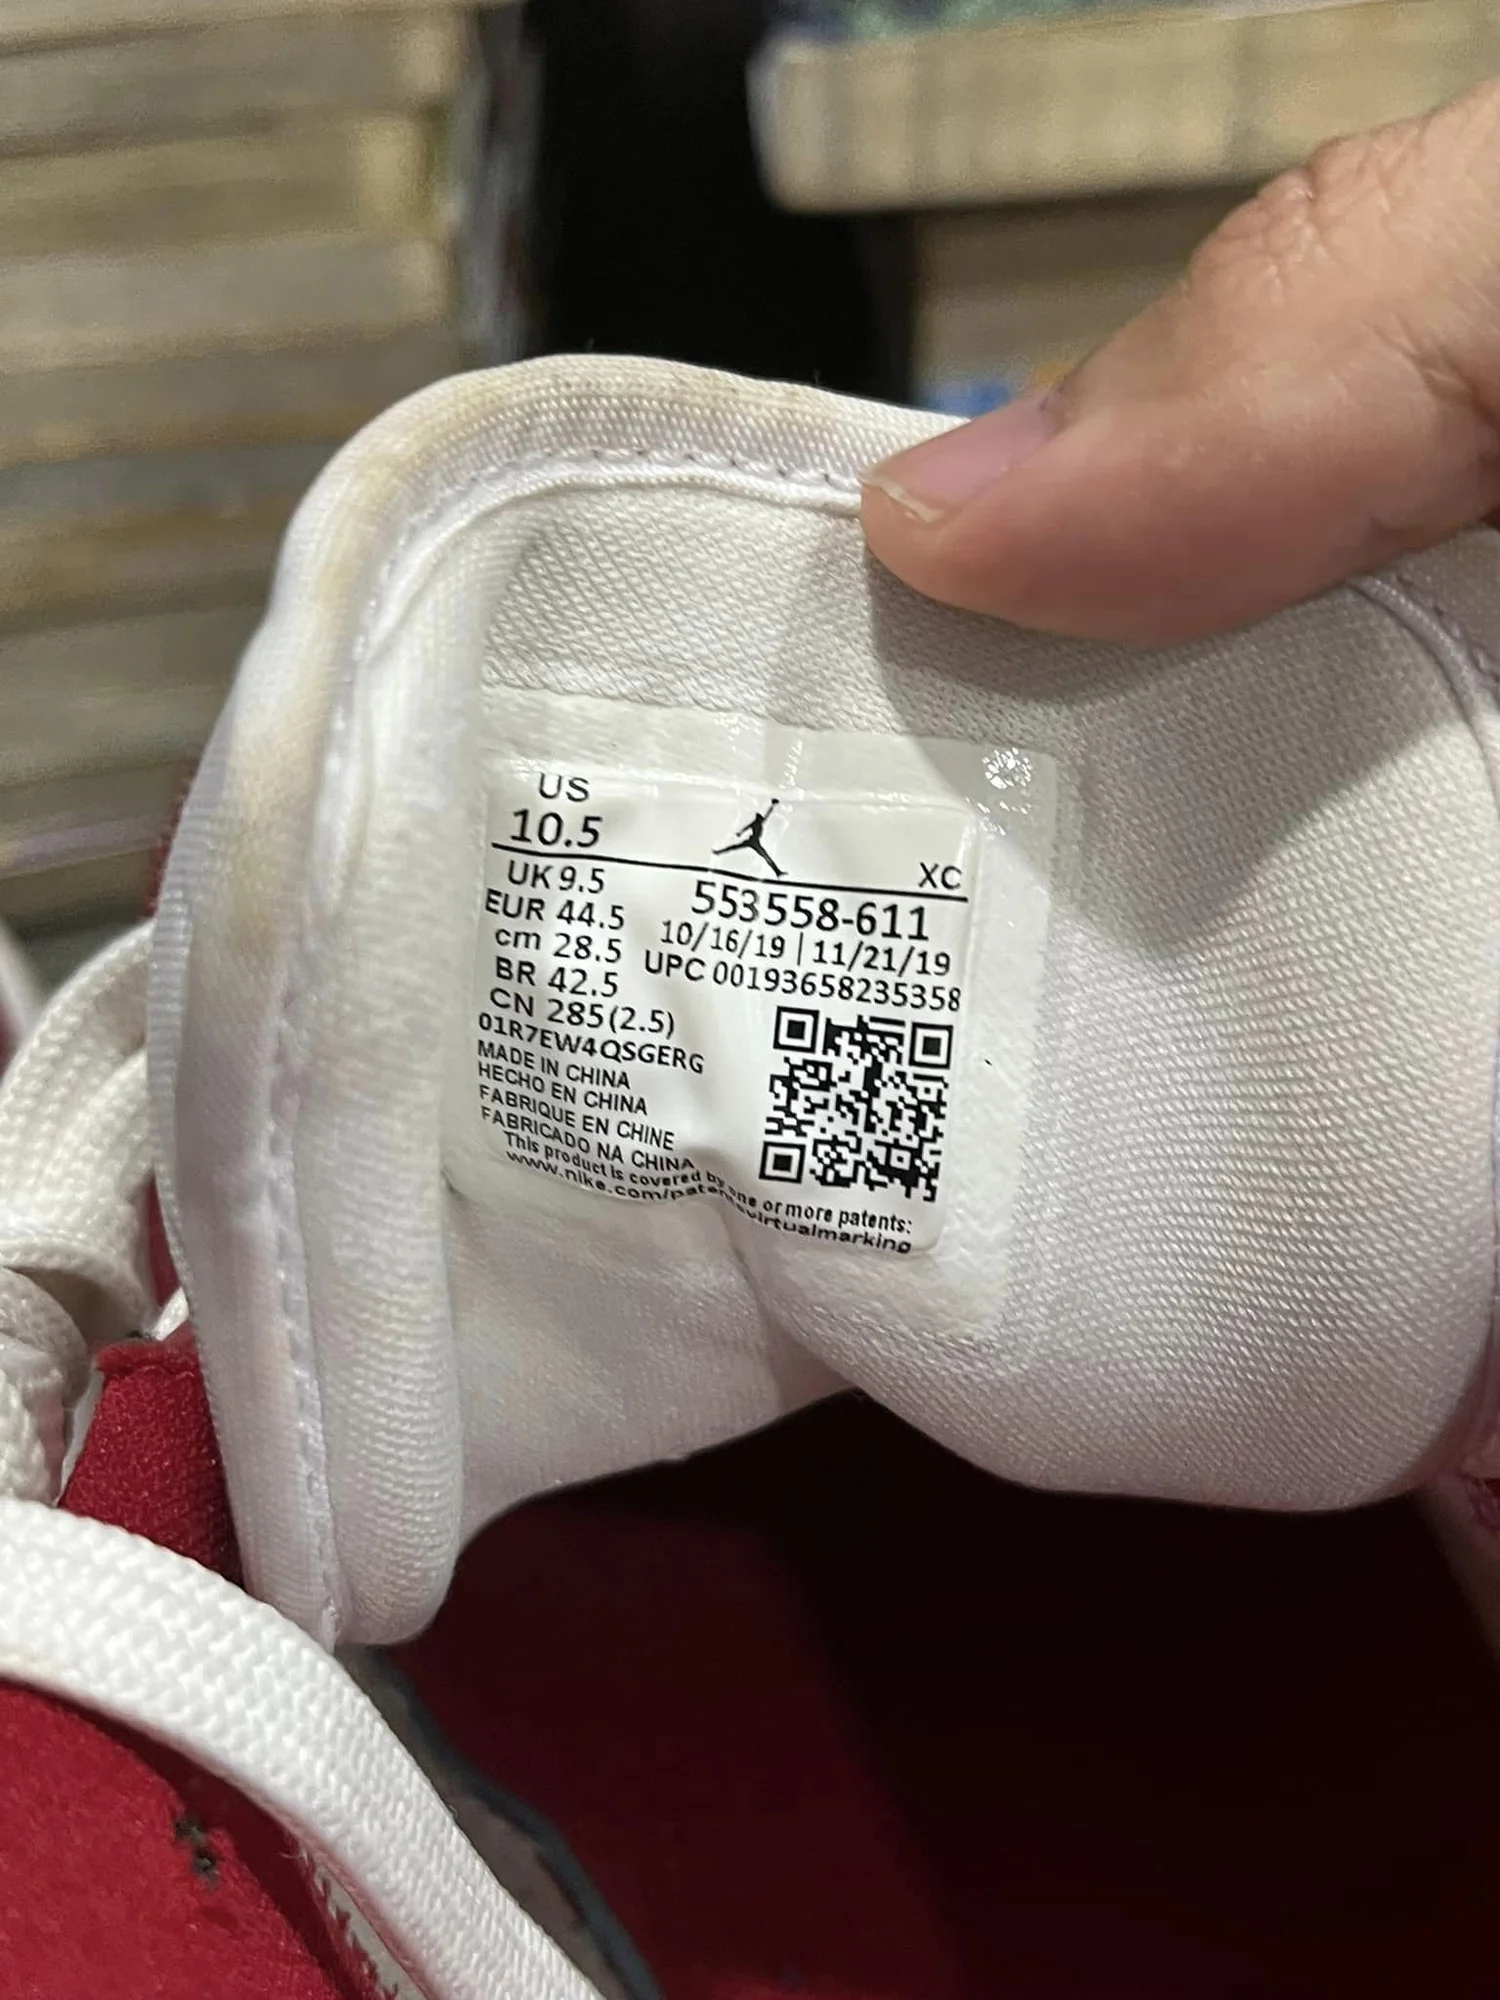 US
10.5
XC
UK 9.5
553558-611
EUR 44.5
10/16/19 | 11/21/19
cm 28.5
UPC 00193658235358
BR 42.5
CN 285(2.5)
01R7EW4QSGERG
MADE IN CHINA
HECHO EN CHINA
FABRIQUE EN CHINE
FABRICADO NA CHINA
This product is covered by one or more patents:
www.nike.com/patentsvirtualmarking